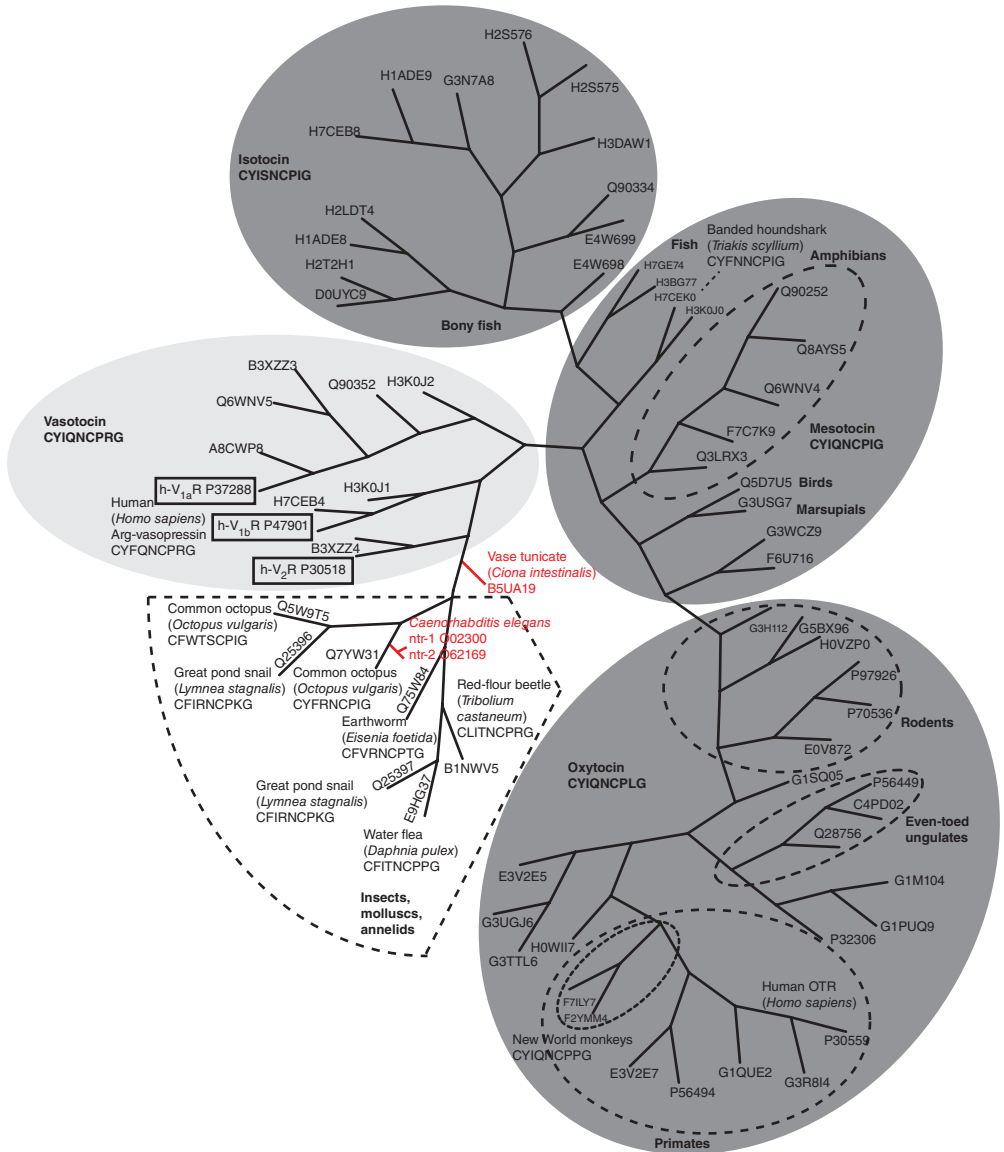 H2S576
H1ADE9
G3N7A8
H2S575
H7CEB8
H3DAW1
Isotocin
CYISNCPIG
Q90334
H2LDT4
H1ADE8
E4W699
H2T2H1
E4W698
D0UYC9
Bony fish
Fish
Banded houndshark
(Triakis scyllium)
CYFNNCPIG
Amphibians
H7GE74
H3BG77
H7CEK0
H3K0J0
Q90252
Q8AYS5
Q6WNV4
Mesotocin
CYIQNCPIG
F7C7K9
Q3LRX3
Q5D7U5
Birds
G3USG7
Marsupials
G3WCZ9
F6U716
B3XZZ3
Q90352
H3K0J2
Q6WNV5
Vasotocin
CYIQNCPRG
A8CWP8
h-V1aR P37288
H3K0J1
Human
(Homo sapiens)
Arg-vasopressin
CYFQNCPRG
H7CEB4
h-V1bR P47901
B3XZZ4
h-V2R P30518
Vase tunicate
(Ciona intestinalis)
B5UA19
Common octopus
(Octopus vulgaris)
CFWTSCPIG
Q5W9T5
Caenorhabditis elegans
ntr-1 O02300
ntr-2 O62169
Q25396
Q7YW31
Great pond snail
(Lymnea stagnalis)
CFIRNCPKG
Common octopus
(Octopus vulgaris)
CYFRNCPIG
Q75W84
Red-flour beetle
(Tribolium
castaneum)
CLITNCPRG
Earthworm
(Eisenia foetida)
CFVRNCPTG
B1NWV5
Q25397
Great pond snail
(Lymnea stagnalis)
CFIRNCPKG
E9HG37
Water flea
(Daphnia pulex)
CFITNCPPG
Insects,
molluscs,
annelids
G3H112
G5BX96
H0VZP0
P97926
P70536
Rodents
E0V872
Oxytocin
CYIQNCPLG
G1SQ05
P56449
C4PD02
Even-toed
ungulates
Q28756
E3V2E5
G1M104
G3UGJ6
G1PUQ9
P32306
H0WII7
G3TTL6
Human OTR
(Homo sapiens)
F7ILY7
F2YMM4
New World monkeys
CYIQNCPPG
P30559
E3V2E7
G1QUE2
G3R8I4
P56494
Primates